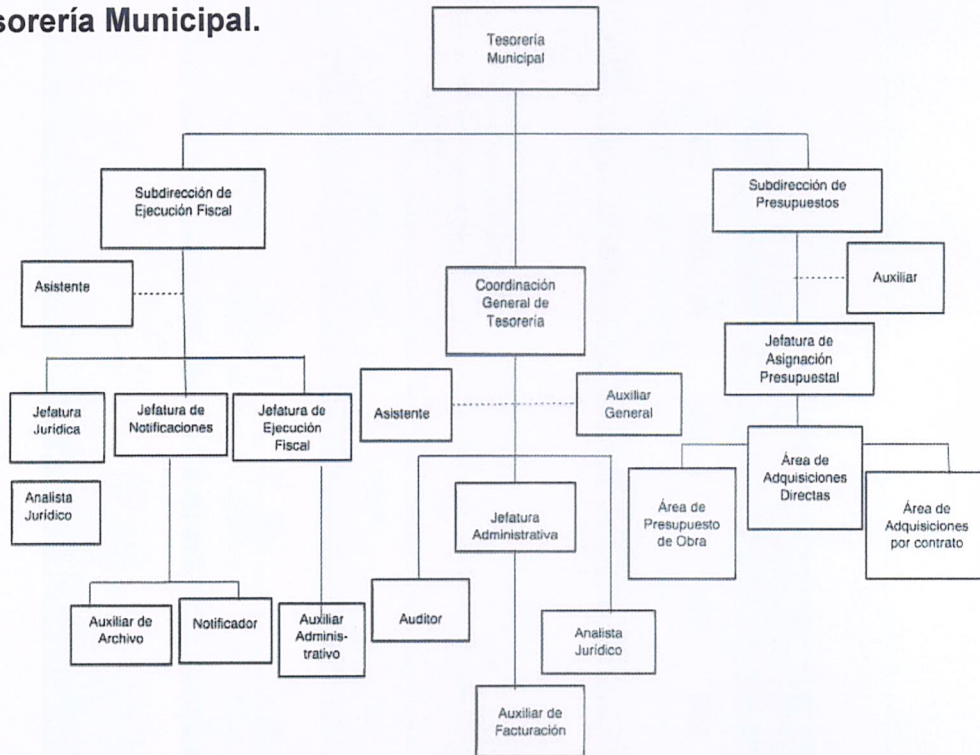 sorería Municipal.
Tesorería
Municipal
Subdirección de
Ejecución Fiscal
Subdirección de
Presupuestos
Asistente
Coordinación
General de
Tesorería
Auxiliar
Jefatura de
Asignación
Presupuestal
Jefatura
Jurídica
Jefatura de
Notificaciones
Jefatura de
Ejecución
Fiscal
Asistente
Auxiliar
General
Analista
Jurídico
Jefatura
Administrativa
Área de
Presupuesto
de Obra
Área de
Adquisiciones
Directas
Área de
Adquisiciones
por contrato
Auxiliar de
Archivo
Notificador
Auxiliar
Adminis-
trativo
Auditor
Analista
Jurídico
Auxiliar de
Facturación